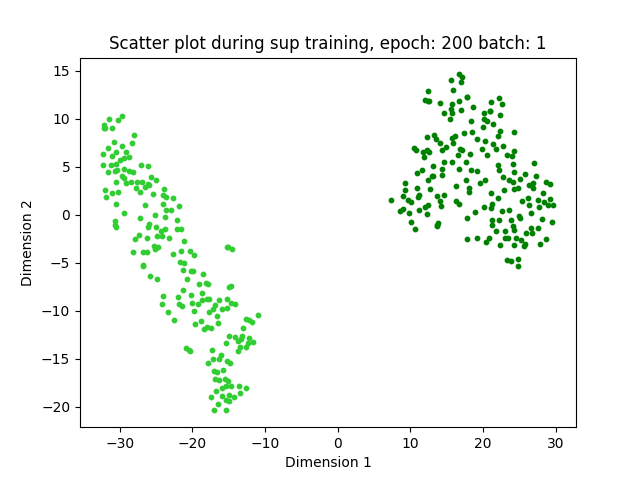 Scatter plot during sup training, epoch: 200 batch: 1
15
10
5
0
−5
−10
−15
−20
Dimension 2
−30 −20 −10 0 10 20 30
Dimension 1